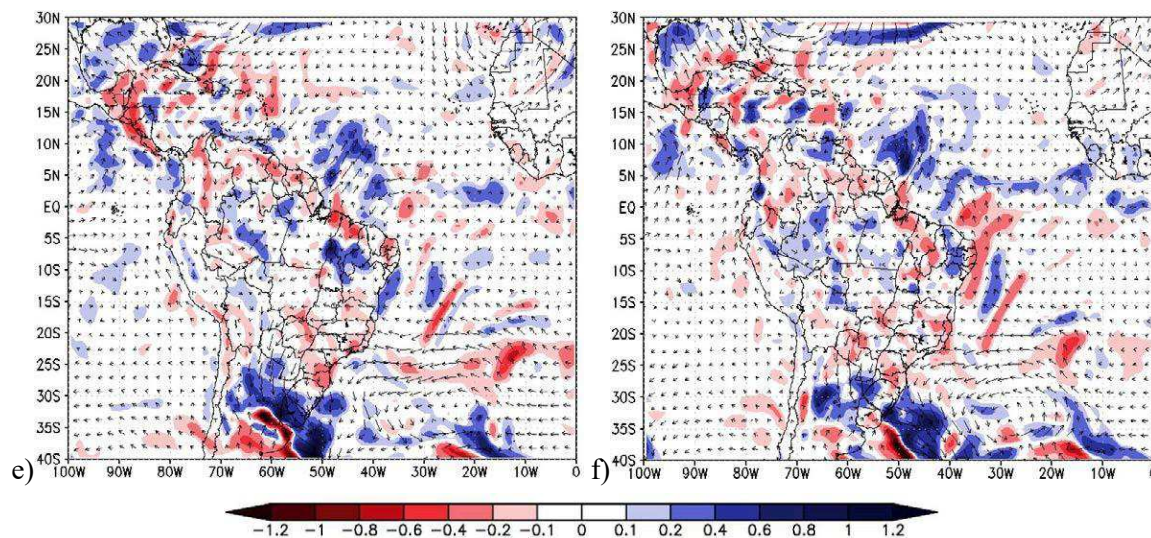 30N 30N
25N 25N
20N 20N
15N 15N
10N 10N
5N 5N
EQ EQ
5S 5S
10S 10S
15S 15S
20S 20S
25S 25S
30S 30S
35S 35S
40S 40S
e) 100W 90W 80W 70W 60W 50W 40W 30W 20W 10W 0 f) 100W 90W 80W 70W 60W 50W 40W 30W 20W 10W 0
−1.2 −1 −0.8 −0.6 −0.4 −0.2 −0.1 0 0.1 0.2 0.4 0.6 0.8 1 1.2